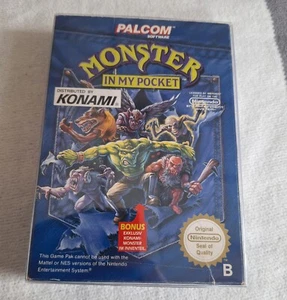 PALCOM
SOFTWARE
MONSTER
IN MY POCKET
DISTRIBUTED BY
KONAMI
Nintendo
BONUS
EXKLUSIV
KONAMI
MONSTER
IM INNENTEIL
Original
Nintendo
Seal of
Quality
This Game Pak cannot be used with the
Mattel or NES versions of the Nintendo
Entertainment System.
B